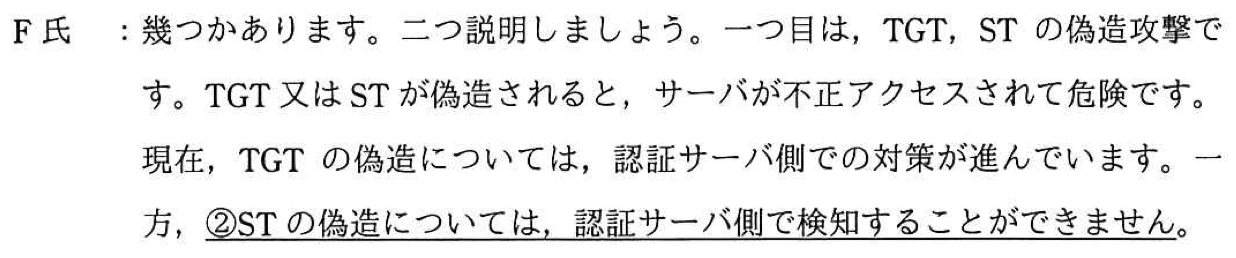 F氏　：幾つかあります。二つ説明しましょう。一つ目は，TGT，ST の偽造攻撃で
す。TGT 又は ST が偽造されると，サーバが不正アクセスされて危険です。
現在，TGT の偽造については，認証サーバ側での対策が進んでいます。一
方，②ST の偽造については，認証サーバ側で検知することができません。